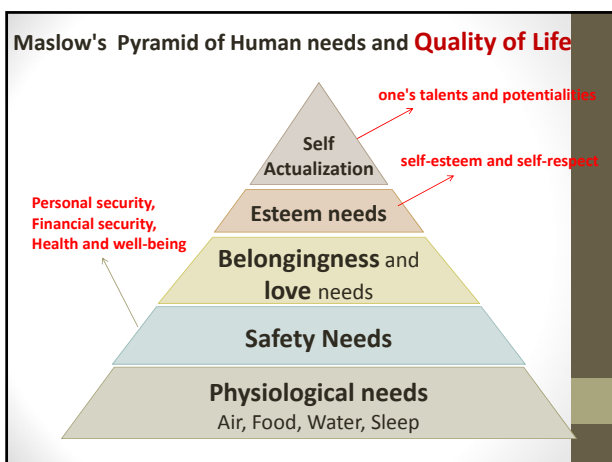 Maslow's Pyramid of Human needs and Quality of Life
one's talents and potentialities
Self
Actualization
self-esteem and self-respect
Personal security,
Financial security,
Health and well-being
Esteem needs
Belongingness and
love needs
Safety Needs
Physiological needs
Air, Food, Water, Sleep